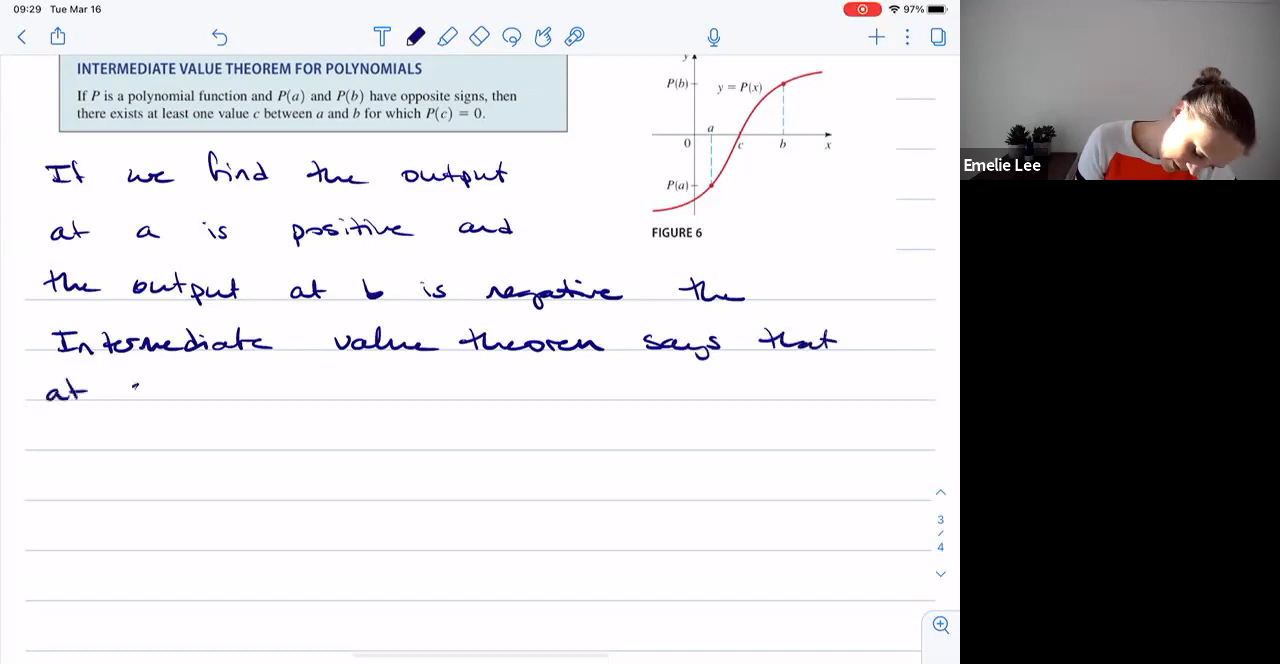 09:29 Tue Mar 16
97%
INTERMEDIATE VALUE THEOREM FOR POLYNOMIALS
If P is a polynomial function and P(a) and P(b) have opposite signs, then
there exists at least one value c between a and b for which P(c) = 0.
y
P(b)
y = P(x)
a
0
c
b
x
P(a)
FIGURE 6
If we find the output
at a is positive and
the output at b is negative the
Intermediate value theorem says that
at
Emelie Lee
3
/
4